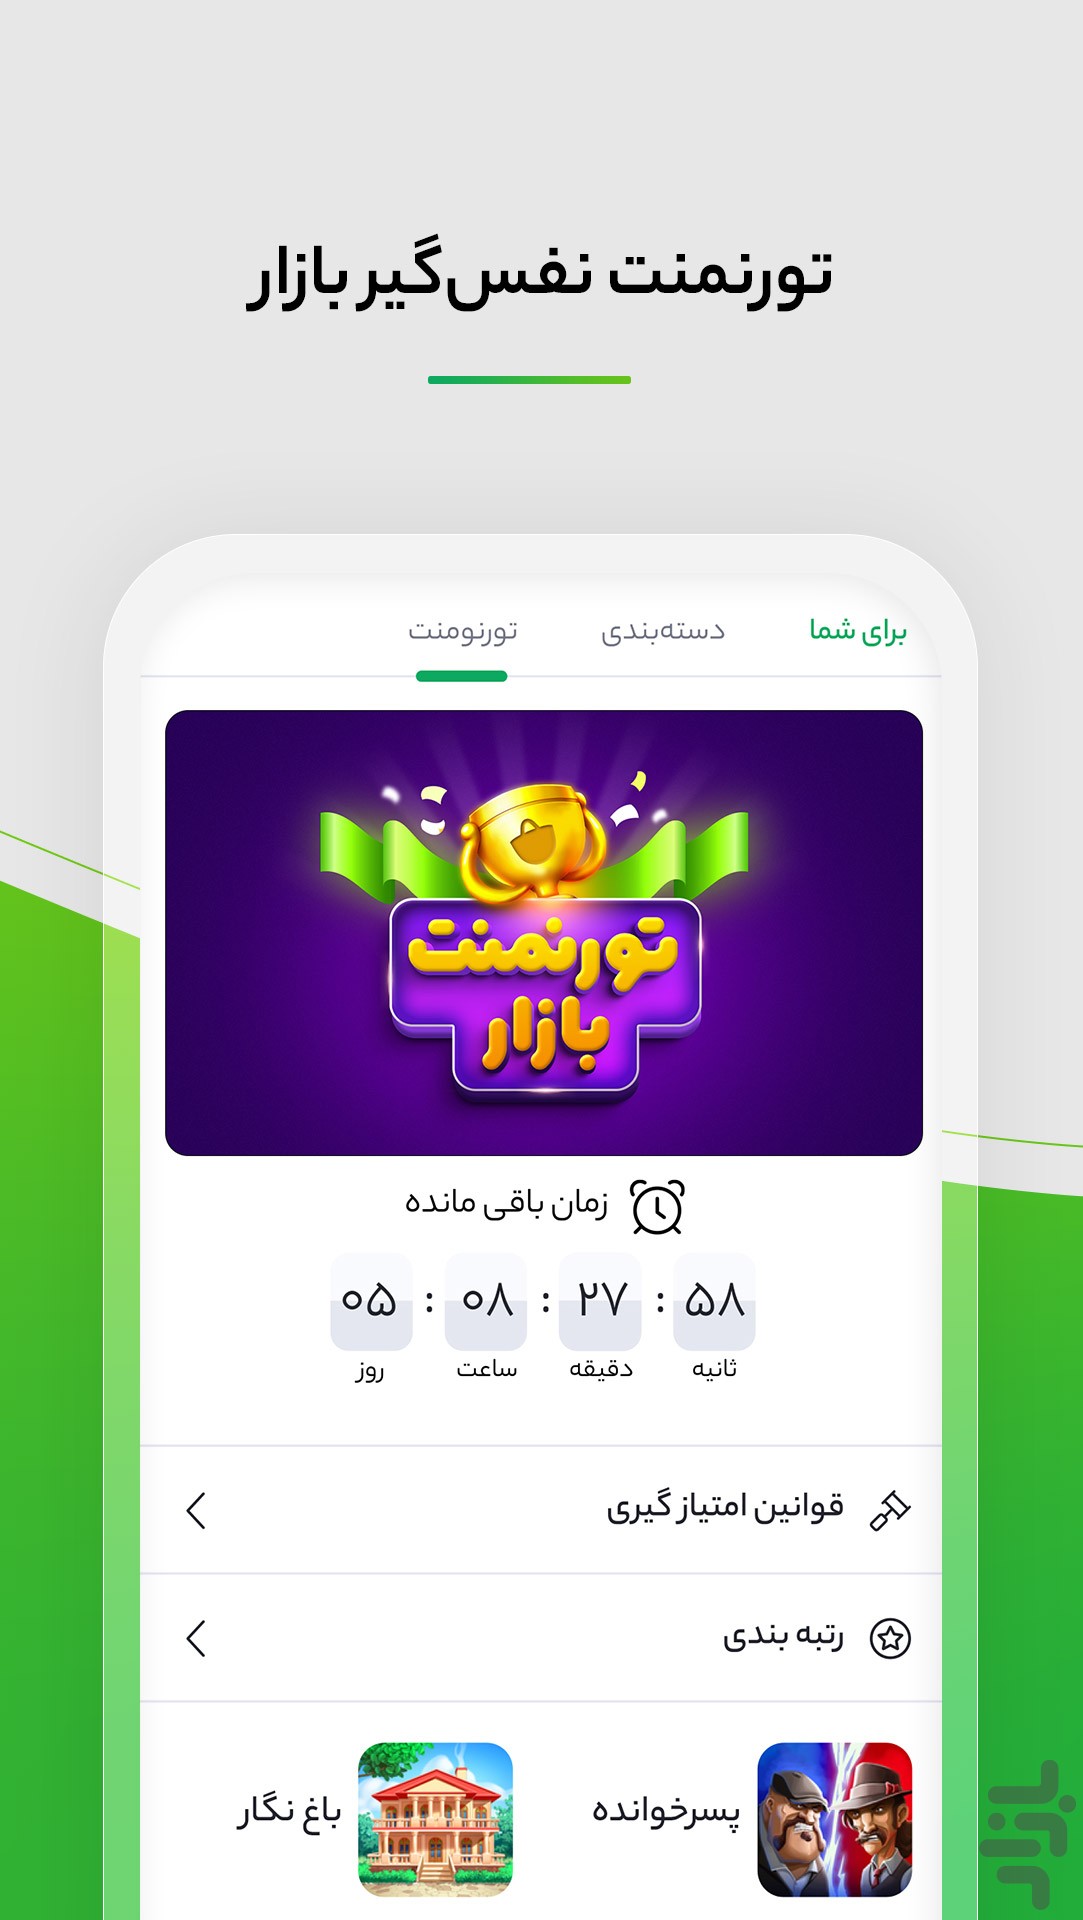 تورنمنت نفس‌گیر بازار
برای شما
دسته‌بندی
تورنومنت
تورنمنت
بازار
زمان باقی مانده
۰۵ : ۰۸ : ۲۷ : ۵۸
روز ساعت دقیقه ثانیه
قوانین امتیاز گیری
رتبه بندی
پسرخوانده
باغ نگار
بازار